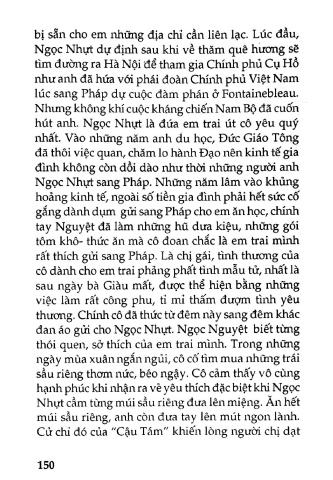 bị sẵn cho em những địa chỉ cần liên lạc. Lúc đầu,
Ngọc Nhựt dự định sau khi về thăm quê hương sẽ
tìm đường ra Hà Nội để tham gia Chính phủ Cụ Hồ
như anh đã hứa với phái đoàn Chính phủ Việt Nam
lúc sang Pháp dự cuộc đàm phán ở Fontainebleau.
Nhưng không khí cuộc kháng chiến Nam Bộ đã cuốn
hút anh. Ngọc Nhựt là đứa em trai út cô yêu quý
nhất. Vào những năm anh du học, Đức Giáo Tông
đã thôi việc quan, chăm lo hành Đạo nên kinh tế gia
đình không còn dồi dào như thời những người anh
Ngọc Nhựt sang Pháp. Những năm lâm vào khủng
hoảng kinh tế, ngoài số tiền gia đình phải hết sức cố
gắng dành dụm gửi sang Pháp cho em ăn học, chính
tay Nguyệt đã làm những hũ dưa kiệu, những gói
tôm khô- thức ăn mà cô đoan chắc là em trai mình
rất thích gửi sang Pháp. Là chị gái, tình thương của
cô dành cho em trai phảng phất tình mẫu tử, nhất là
sau ngày bà Giàu mất, được thể hiện bằng những
việc làm rất công phu, tỉ mỉ thấm đượm tình yêu
thương. Chính cô đã thức từ đêm này sang đêm khác
đan áo gửi cho Ngọc Nhựt. Ngọc Nguyệt biết từng
thói quen, sở thích của em trai mình. Trong những
ngày mùa xuân ngắn ngủi, cô cố tìm mua những trái
sầu riêng thơm nức, béo ngậy. Cô cảm thấy vô cùng
hạnh phúc khi nhận ra vẻ yêu thích đặc biệt khi Ngọc
Nhựt cầm từng múi sầu riêng đưa lên miệng. Ăn hết
múi sầu riêng, anh còn đưa tay lên mút ngon lành.
Cử chỉ đó của “Cậu Tám” khiến lòng người chị dạt
150